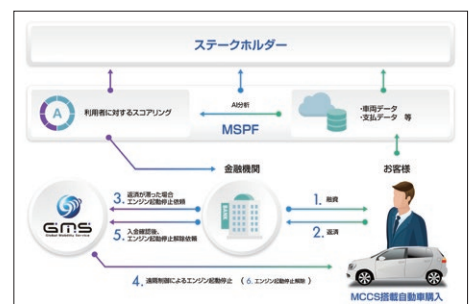 ステークホルダー
A
利用者に対するスコアリング
AI分析
MSPF
・車両データ
・支払データ 等
金融機関
お客様
GMS
Global Mobility Service
3. 返済が滞った場合
エンジン起動停止依頼
5. 入金確認後、
エンジン起動停止解除依頼
1. 融資
2. 返済
4. 遠隔制御によるエンジン起動停止 （ 6. エンジン起動停止解除 ）
MCCS搭載自動車購入